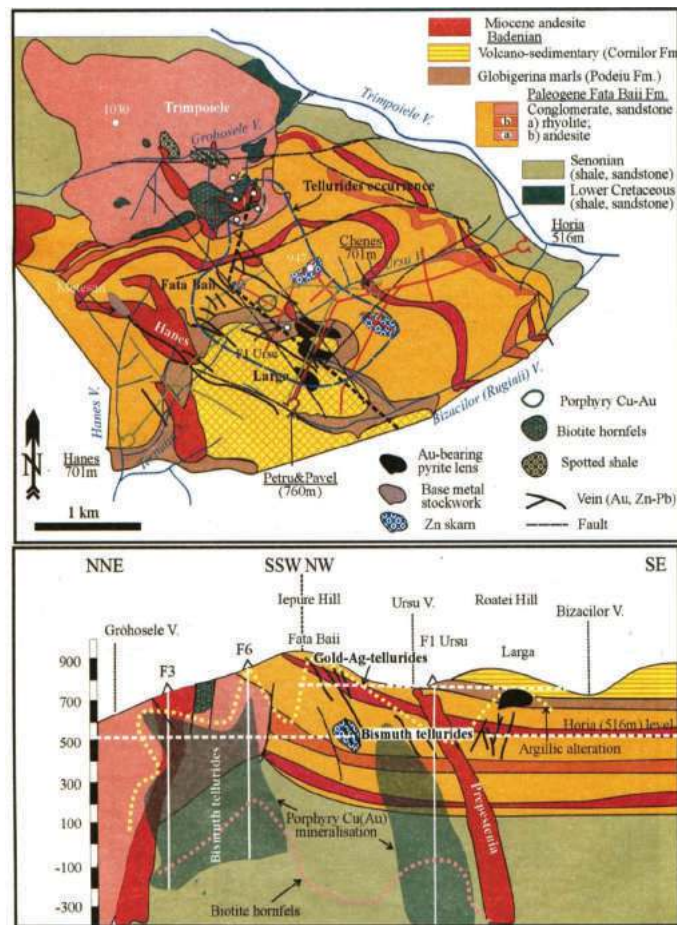 Miocene andesite
Badenian
Volcano-sedimentary (Cornilor Fm
Globigerina marls (Podeiu Fm.)
Paleogene Fata Baii Fm.
Conglomerate, sandstone
a) rhyolite;
b) andesite
b
a
Senonian
(shale, sandstone)
Lower Cretaceous
(shale, sandstone)
Horia
516m
1030
Trimpoiele
Trimpoiele V.
Grohosele V.
Tellurides occurrence
Chenes
701m
Ursu V.
947
Fata Baii
Hanes
F1 Ursu
Larga
Bizacilor (Rugiaii) V.
Hanes V.
Hanes
701m
N
1 km
Petru&Pavel
(760m)
Au-bearing
pyrite lens
Base metal
stockwork
Zn skarn
Porphyry Cu-Au
Biotite hornfels
Spotted shale
Vein (Au, Zn-Pb)
Fault
NNE
SSW NW
SE
Iepure Hill
Ursu V.
Roatei Hill
Bizacilor V.
Grohosele V.
Fata Baii
F1 Ursu
Larga
F3
F6
Gold-Ag-tellurides
Horia (516m) level
Bismuth tellurides
Argillic alteration
Bismuth tellurides
Porphyry Cu(Au)
mineralisation
Prepestenia
Biotite hornfels
900
700
500
300
100
-100
-300